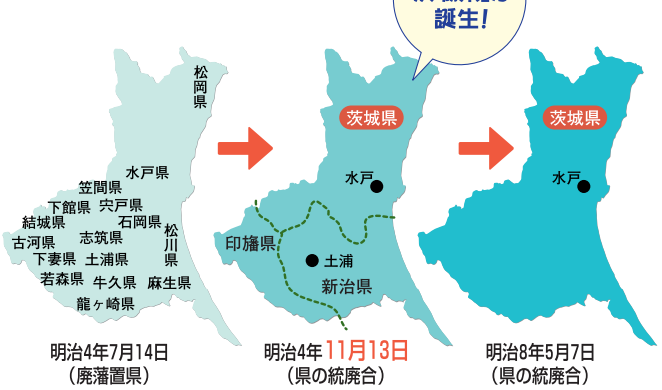 誕生!
松岡県
水戸県
笠間県
下館県
宍戸県
結城県
石岡県
松川県
古河県
志筑県
下妻県
土浦県
若森県
牛久県
麻生県
龍ヶ崎県
明治4年7月14日
（廃藩置県）
茨城県
水戸
印旛県
土浦
新治県
明治4年11月13日
（県の統廃合）
茨城県
水戸
明治8年5月7日
（県の統廃合）